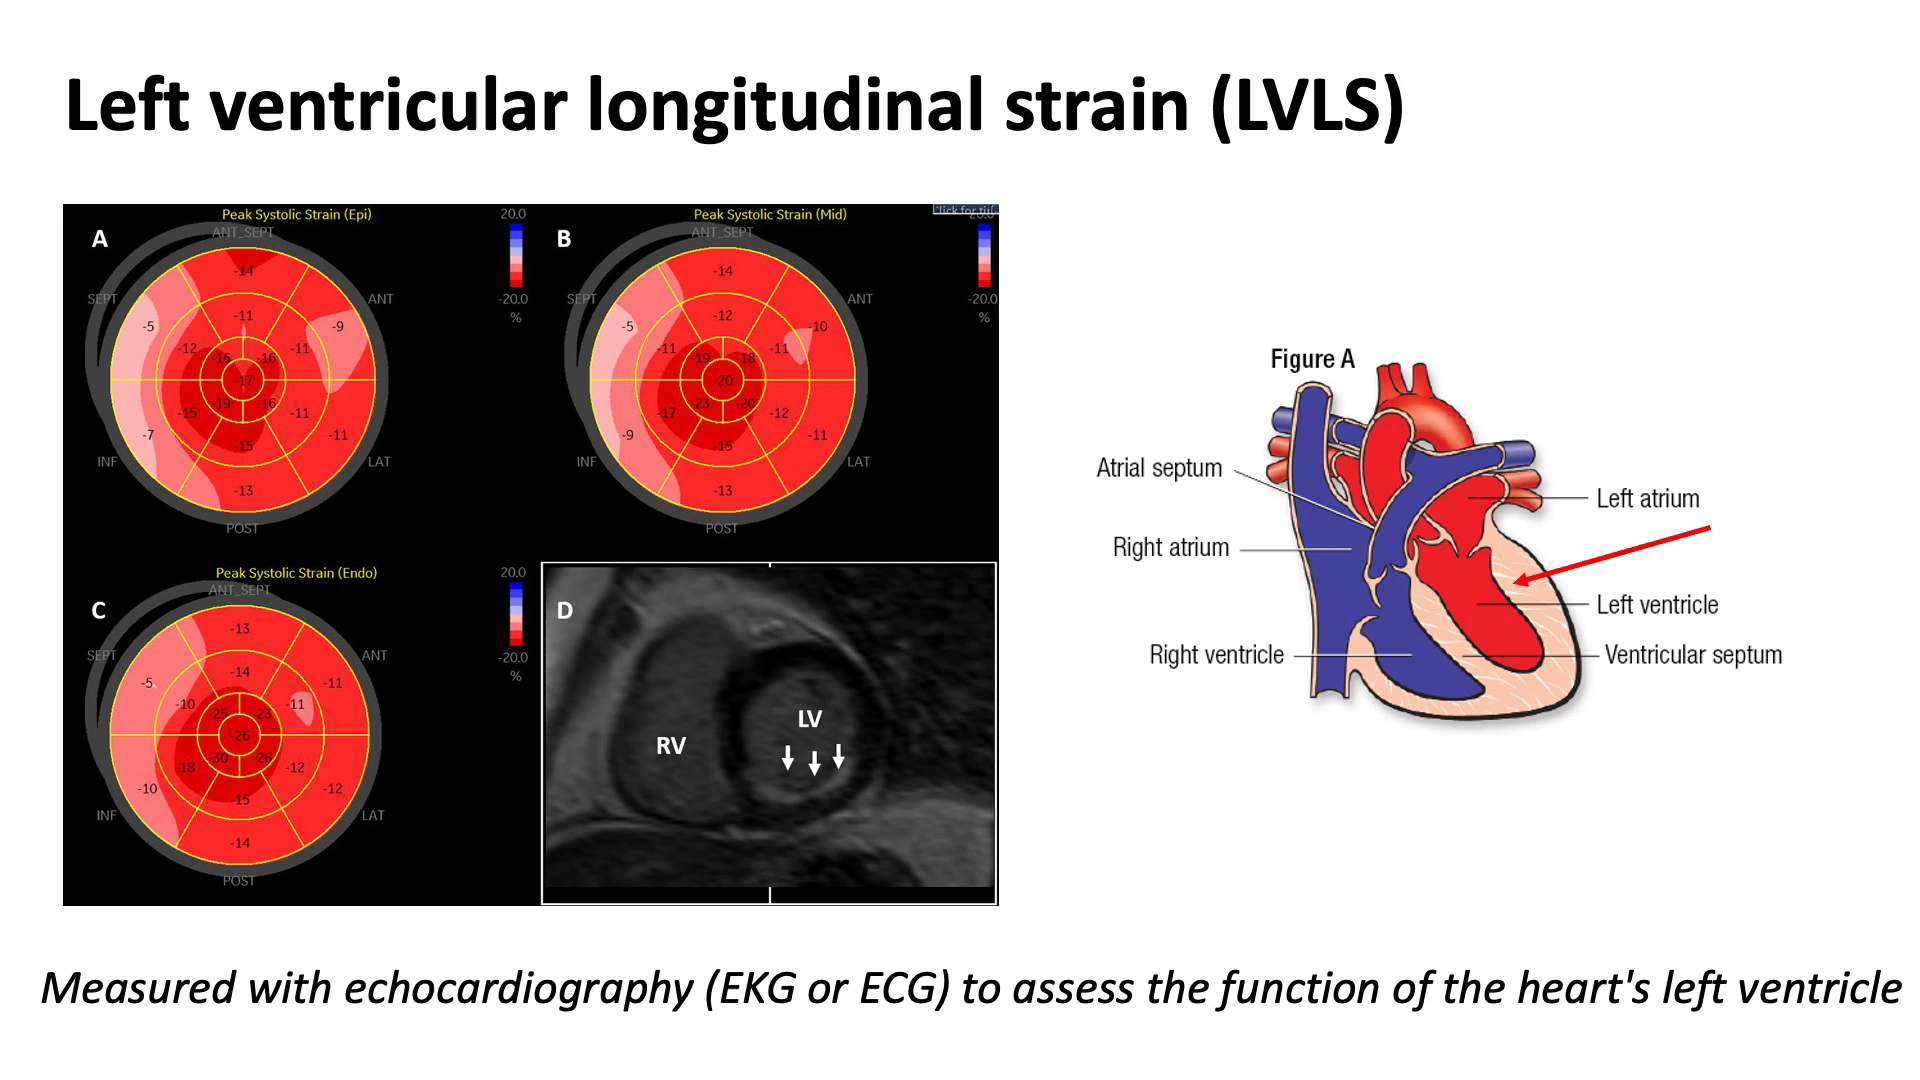 Left ventricular longitudinal strain (LVLS)
A
Peak Systolic Strain (Epi)
ANT_SEPT
20.0
-20.0
%
SEPT
ANT
INF
LAT
POST
-14
-5
-9
-11
-12
-11
-16
-16
-17
-19
-16
-15
-11
-7
-11
-15
-13
B
Peak Systolic Strain (Mid)
ANT_SEPT
20.0
-20.0
%
SEPT
ANT
INF
LAT
POST
-14
-5
-10
-12
-11
-11
-19
-18
-20
-23
-20
-17
-12
-9
-11
-15
-13
C
Peak Systolic Strain (Endo)
ANT_SEPT
20.0
-20.0
%
SEPT
ANT
INF
LAT
POST
-13
-5
-11
-14
-10
-11
-25
-23
-26
-30
-26
-18
-12
-10
-12
-15
-14
D
RV
LV
Figure A
Atrial septum
Left atrium
Right atrium
Left ventricle
Right ventricle
Ventricular septum
Measured with echocardiography (EKG or ECG) to assess the function of the heart's left ventricle